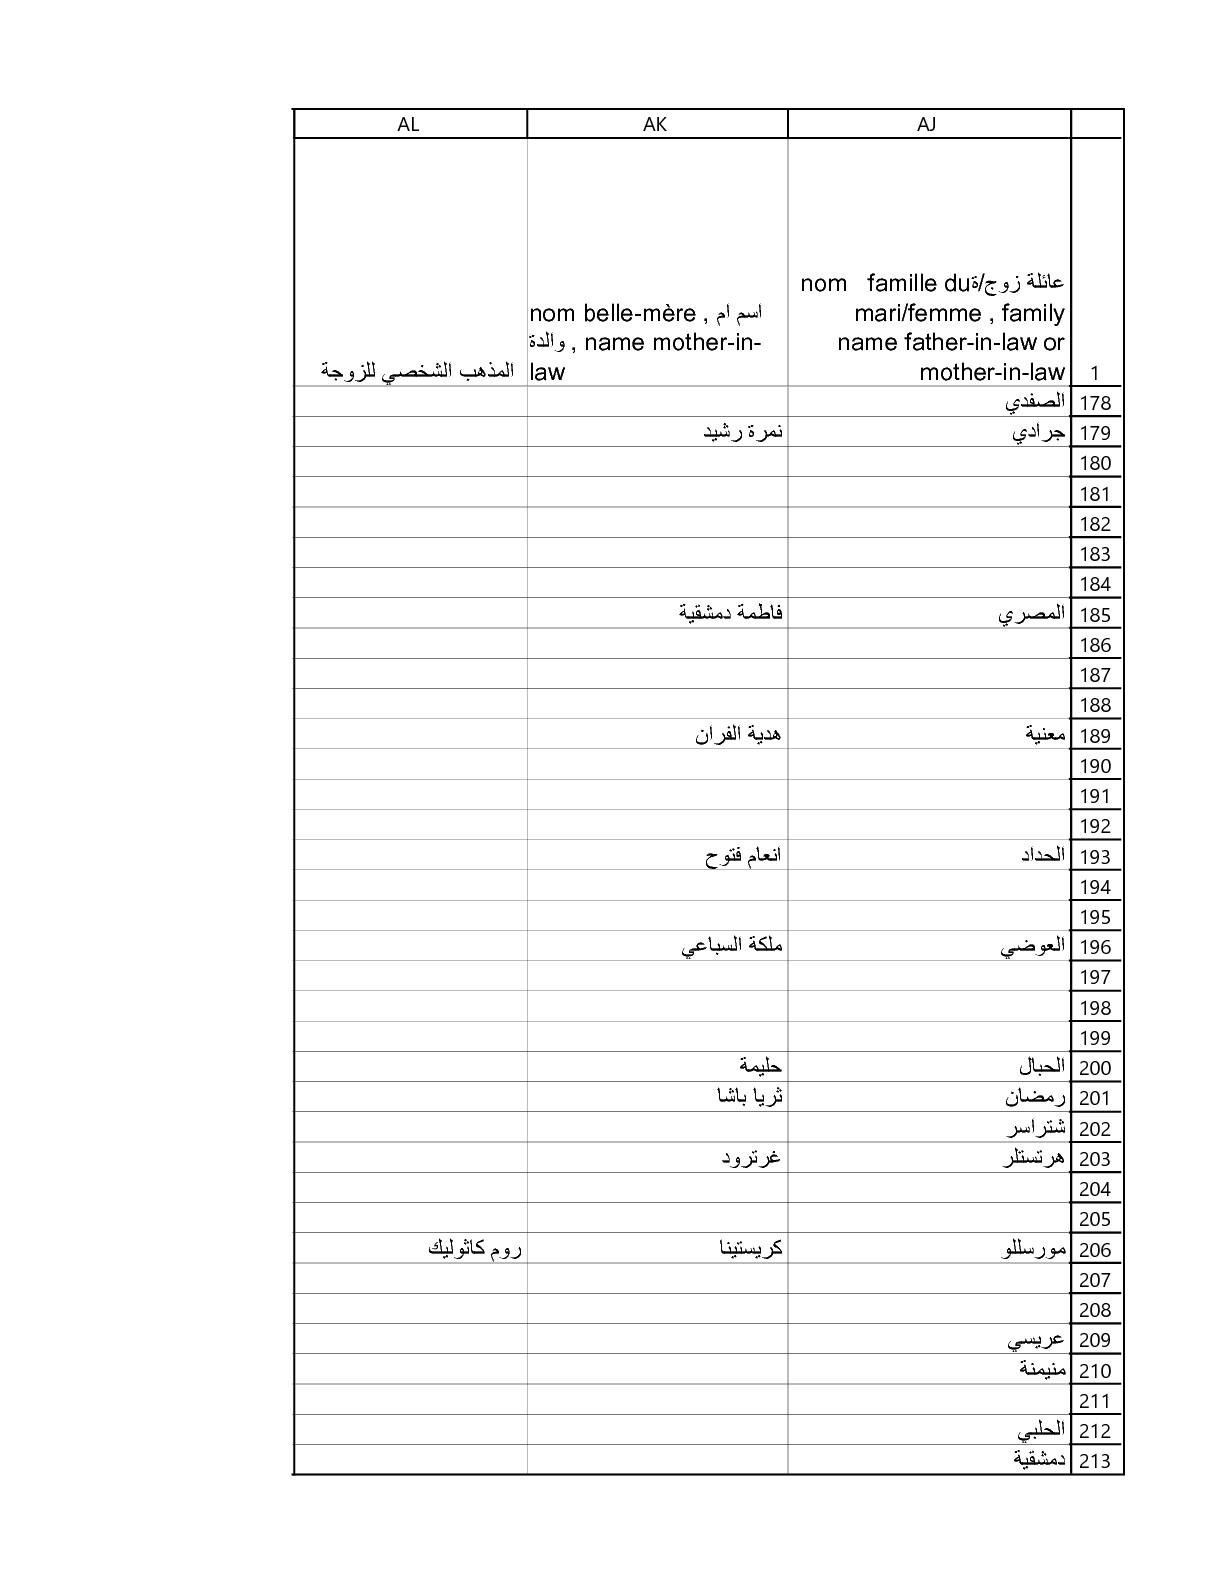 AJ AK AL
عائلة زوج/ةnom famille du
mari/femme , family
name father-in-law or
mother-in-law
nom belle-mère , اسم ام
والدة , name mother-in-
law
المذهب الشخصي للزوجة
1
178 الصفدي
179 جرادي نمرة رشيد
180
181
182
183
184
185 المصري فاطمة دمشقية
186
187
188
189 معنية هدية الفران
190
191
192
193 الحداد انعام فتوح
194
195
196 العوضي ملكة السباعي
197
198
199
200 الحبال حليمة
201 رمضان ثريا باشا
202 شتراسر
203 هرتستلر غرترود
204
205
206 مورسللو كريستينا روم كاثوليك
207
208
209 عريسي
210 منيمنة
211
212 الحلبي
213 دمشقية